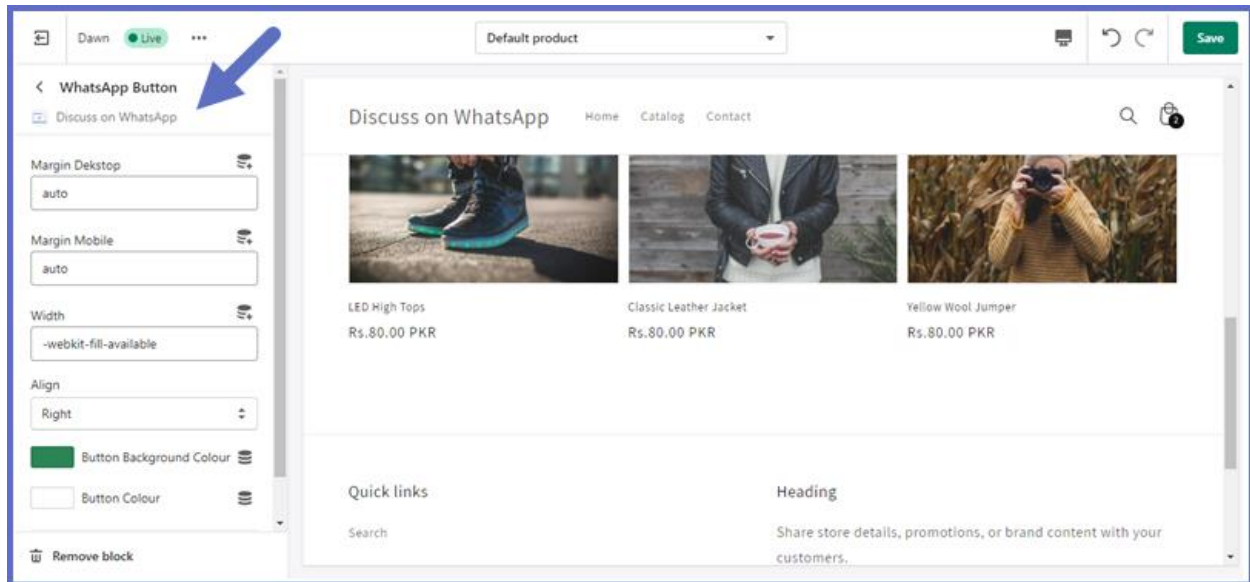 Dawn Live ...
Default product
Save
WhatsApp Button
Discuss on WhatsApp
Margin Dekstop
auto
Margin Mobile
auto
Width
-webkit-fill-available
Align
Right
Button Background Colour
Button Colour
Remove block
Discuss on WhatsApp Home Catalog Contact
2
LED High Tops
Rs.80.00 PKR
Classic Leather Jacket
Rs.80.00 PKR
Yellow Wool Jumper
Rs.80.00 PKR
Quick links
Search
Heading
Share store details, promotions, or brand content with your
customers.